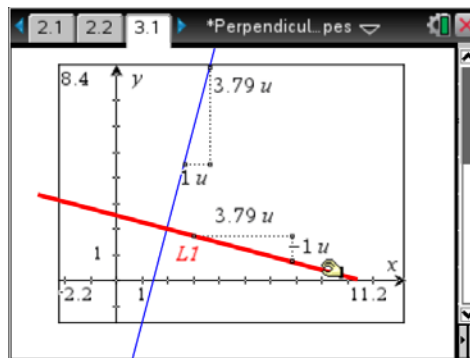 2.1 2.2 3.1 *Perpendicul...pes
8.4 y
3.79 u
1 u
3.79 u
1 L1 -1 u
x
-2.2 1 11.2